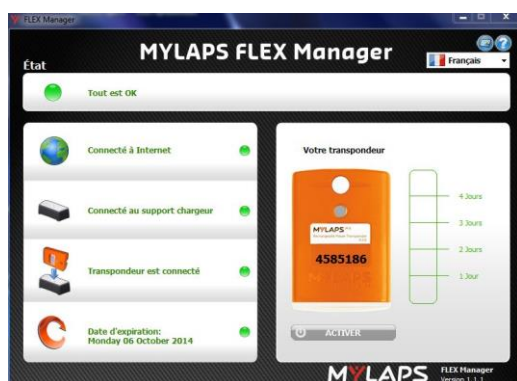 FLEX Manager
MYLAPS FLEX Manager
État
Français
Tout est OK
Connecté à Internet
Connecté au support chargeur
Transpondeur est connecté
Date d'expiration:
Monday 06 October 2014
Votre transpondeur
MYLAPS
4585186
MYLAPS
4 Jours
3 Jours
2 Jours
1 Jour
ACTIVER
MYLAPS
FLEX Manager
Version 1.1.1